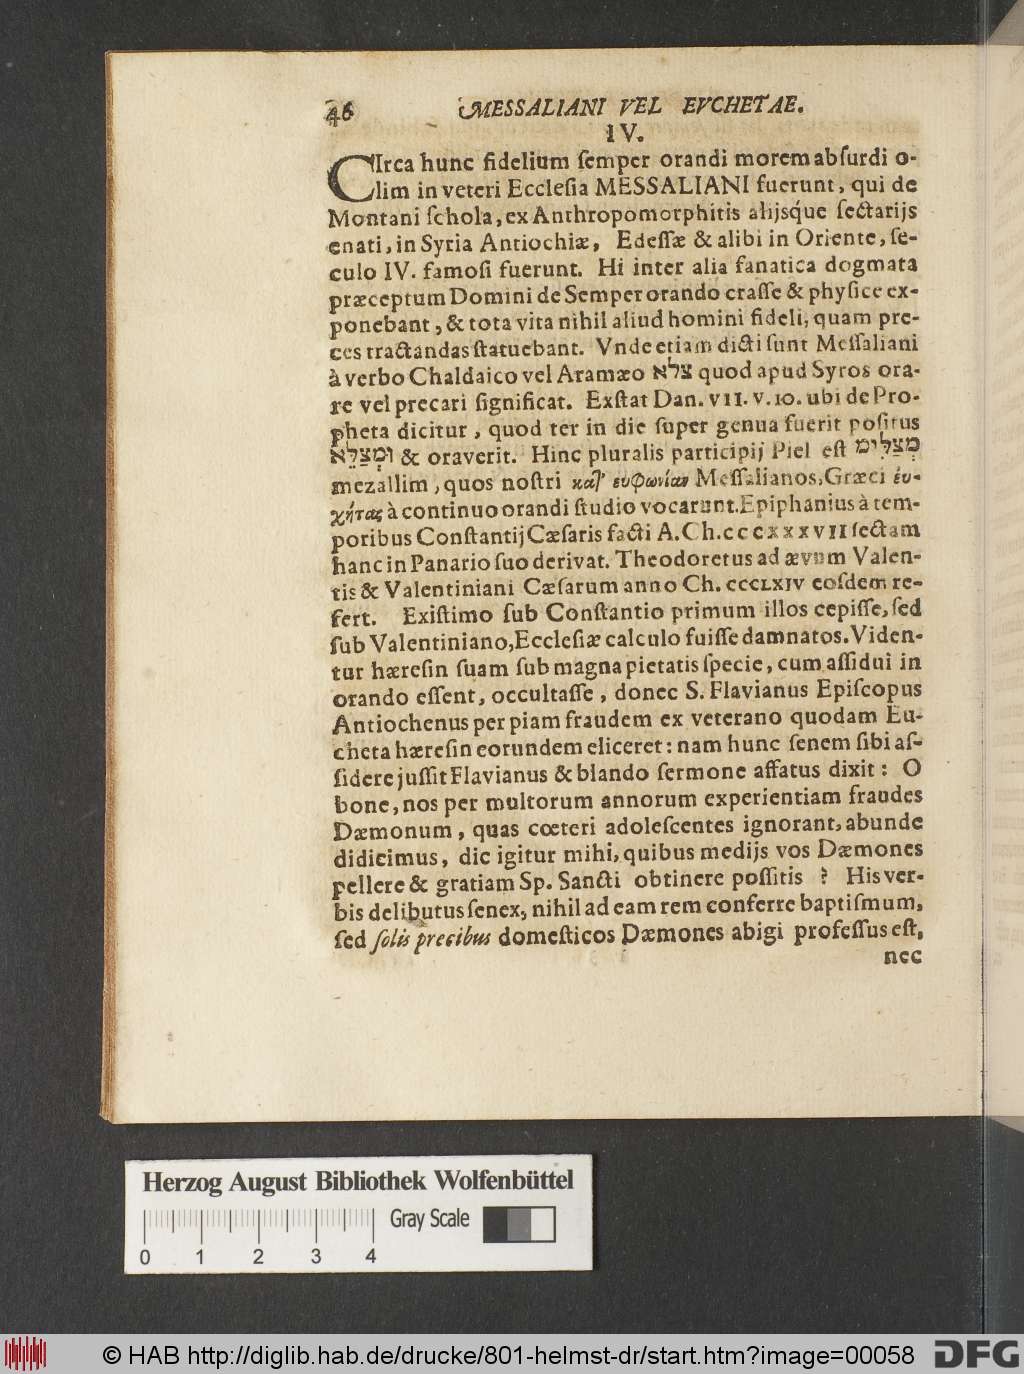 46 MESSALIANI VEL EVCHETAE.
IV.
CIrca hunc fidelium ſemper orandi morem abſurdi o-
lim in veteri Eccleſia MESSALIANI fuerunt, qui de
Montani ſchola, ex Anthropomorphitis alijsq́ue ſectarijs
enati, in Syria Antiochiæ, Edeſſæ & alibi in Oriente, ſe-
culo IV. famoſi fuerunt. Hi inter alia fanatica dogmata
præceptum Domini de Semper orando craſſe & phyſice ex-
ponebant, & tota vita nihil aliud homini fideli, quam pre-
ces tractandas ſtatuebant. Vnde etiam dicti ſunt Meſſaliani
à verbo Chaldaico vel Aramæo צלא quod apud Syros ora-
re vel precari ſignificat. Exſtat Dan. VII. v. 10. ubi de Pro-
pheta dicitur, quod ter in die ſuper genua fuerit poſitus
וּמְצַלֵּא & oraverit. Hinc pluralis participij Piel eſt מְצַלִּים
mezallim, quos noſtri κατ᾽ ευφωνίαν Meſſalianos, Græci ἐυ-
χήτας à continuo orandi ſtudio vocarunt. Epiphanius à tem-
poribus Conſtantij Cæſaris facti A. Ch. cccxxxvii ſectam
hanc in Panario ſuo derivat. Theodoretus ad ævum Valen-
tis & Valentiniani Cæſarum anno Ch. CCCLXIV eoſdem re-
fert. Exiſtimo ſub Conſtantio primum illos cepiſſe, ſed
ſub Valentiniano, Eccleſiæ calculo fuiſſe damnatos. Viden-
tur hæreſin ſuam ſub magna pietatis ſpecie, cum aſſidui in
orando eſſent, occultaſſe, donec S. Flavianus Epiſcopus
Antiochenus per piam fraudem ex veterano quodam Eu-
cheta hæreſin eorundem eliceret: nam hunc ſenem ſibi aſ-
ſidere juſſit Flavianus & blando ſermone affatus dixit: O
bone, nos per multorum annorum experientiam fraudes
Dæmonum, quas cœteri adoleſcentes ignorant, abunde
didicimus, dic igitur mihi, quibus medijs vos Dæmones
pellere & gratiam Sp. Sancti obtinere poſſitis ? His ver-
bis delibutus ſenex, nihil ad eam rem conferre baptiſmum,
ſed ſolis precibus domeſticos Dæmones abigi profeſſus eſt,
nec
Herzog August Bibliothek Wolfenbüttel
Gray Scale
0 1 2 3 4
© HAB http://diglib.hab.de/drucke/801-helmst-dr/start.htm?image=00058 DFG